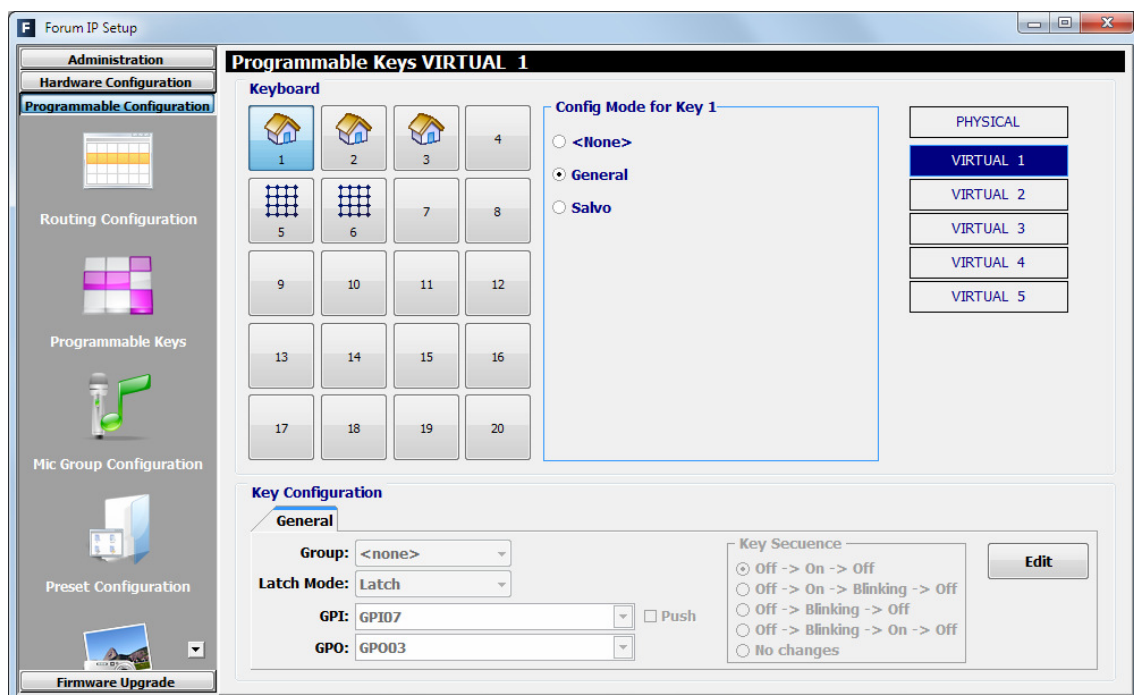 F Forum IP Setup
Administration
Hardware Configuration
Programmable Configuration
Routing Configuration
Programmable Keys
Mic Group Configuration
Preset Configuration
Firmware Upgrade
Programmable Keys VIRTUAL 1
Keyboard
1 2 3 4
5 6 7 8
9 10 11 12
13 14 15 16
17 18 19 20
Config Mode for Key 1
<None>
General
Salvo
PHYSICAL
VIRTUAL 1
VIRTUAL 2
VIRTUAL 3
VIRTUAL 4
VIRTUAL 5
Key Configuration
General
Group: <none>
Latch Mode: Latch
GPI: GPI07 Push
GPO: GPO03
Key Secuence
Off -> On -> Off
Off -> On -> Blinking -> Off
Off -> Blinking -> Off
Off -> Blinking -> On -> Off
No changes
Edit